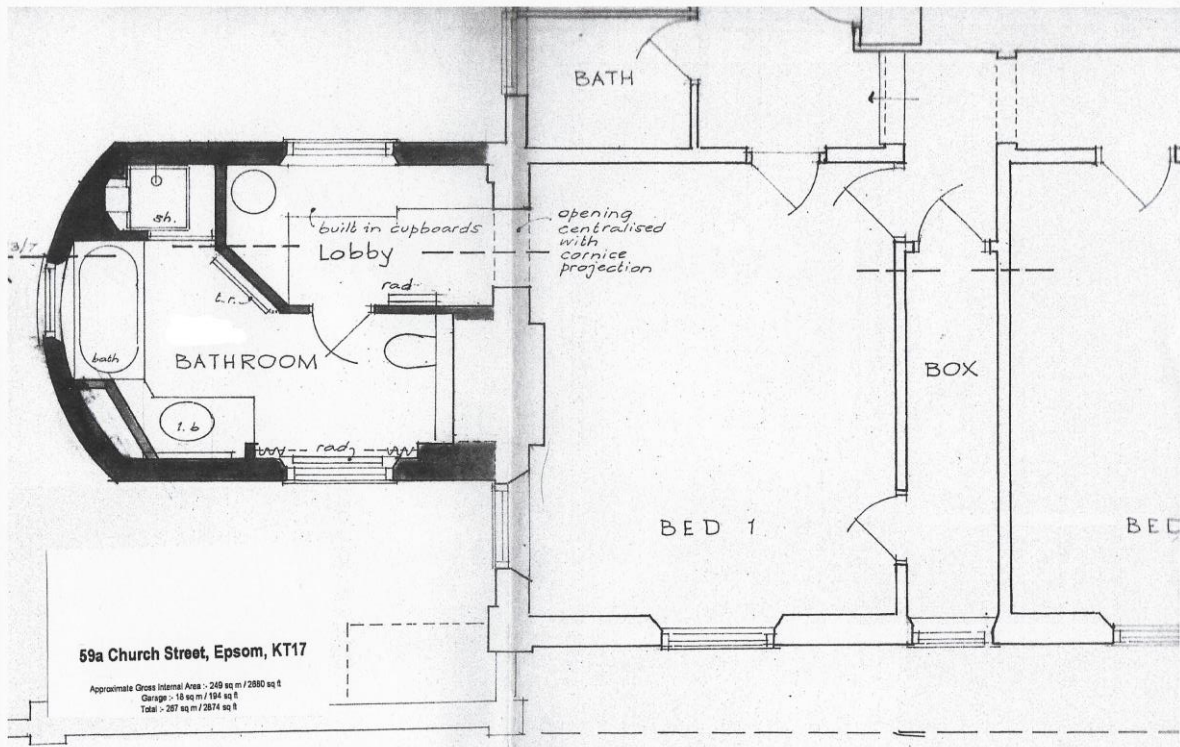 BATH
sh.
built in cupboards
Lobby
opening
centralised
with
cornice
projection
3/7
rad
t.r.
bath
BATHROOM
BOX
l.b
rad
BED 1
BED
59a Church Street, Epsom, KT17
Approximate Gross Internal Area :- 249 sq m / 2680 sq ft
Garage :- 18 sq m / 194 sq ft
Total :- 267 sq m / 2874 sq ft